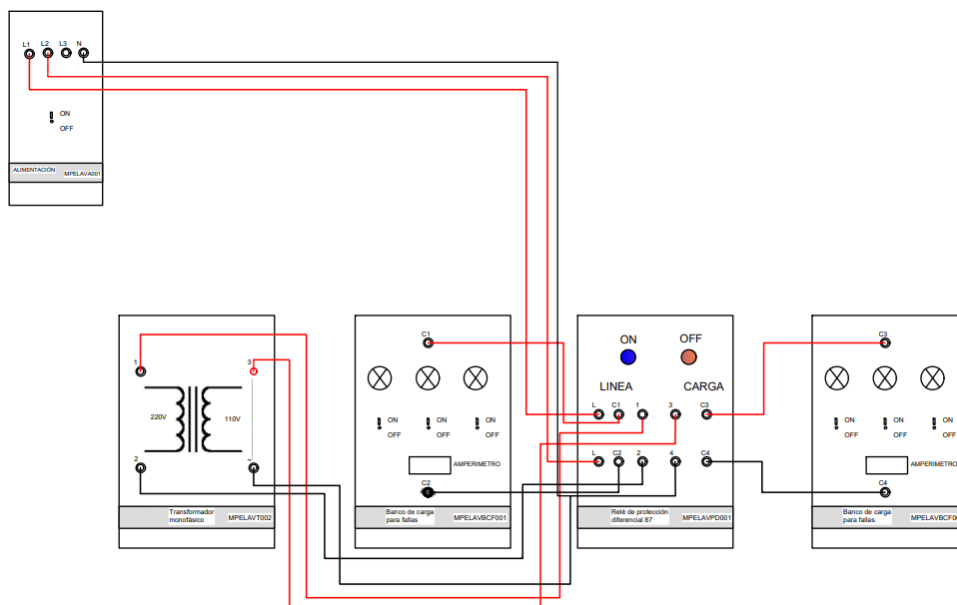 L1 L2 L3 N
ON
OFF
ALIMENTACIÓN MPELAVA001
1 3
220V 110V
2
Transformador
monofásico
MPELAVT002
C1
ON ON ON
OFF OFF OFF
AMPERIMETRO
C2
Banco de carga
para fallas
MPELAVBCF001
ON OFF
LINEA CARGA
L C1 1 3 C3
L C2 2 4 C4
Relé de protección
diferencial 87
MPELAVPD001
C3
ON ON ON
OFF OFF OFF
AMPERIMETRO
C4
Banco de carga
para fallas